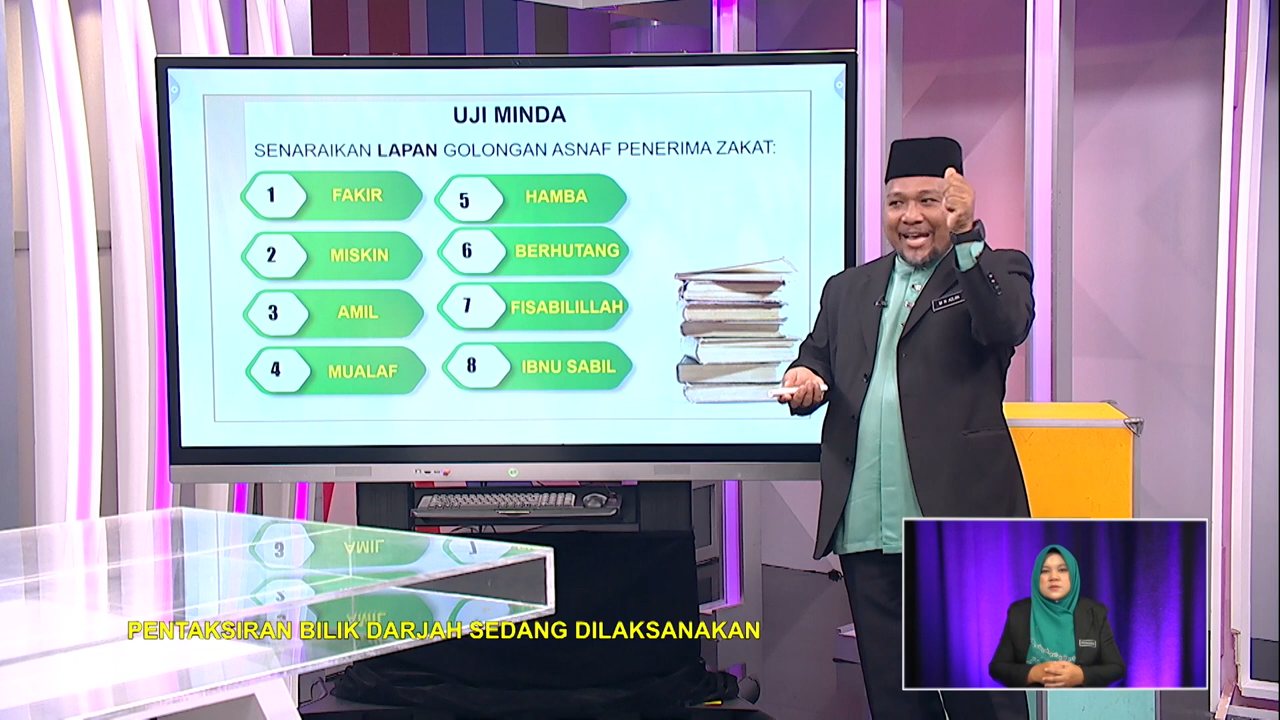 UJI MINDA
SENARAIKAN LAPAN GOLONGAN ASNAF PENERIMA ZAKAT:
1 FAKIR
2 MISKIN
3 AMIL
4 MUALAF
5 HAMBA
6 BERHUTANG
7 FISABILILLAH
8 IBNU SABIL
PENTAKSIRAN BILIK DARJAH SEDANG DILAKSANAKAN